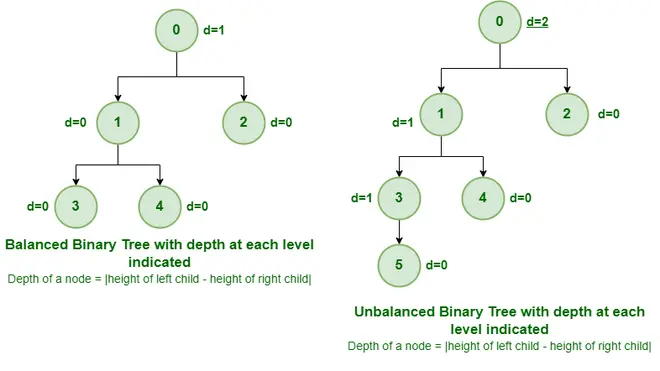 0 d=1
d=0 1 2 d=0
d=0 3 4 d=0
Balanced Binary Tree with depth at each level
indicated
Depth of a node = |height of left child - height of right child|
0 d=2
d=1 1 2 d=0
d=1 3 4 d=0
5 d=0
Unbalanced Binary Tree with depth at each
level indicated
Depth of a node = |height of left child - height of right child|